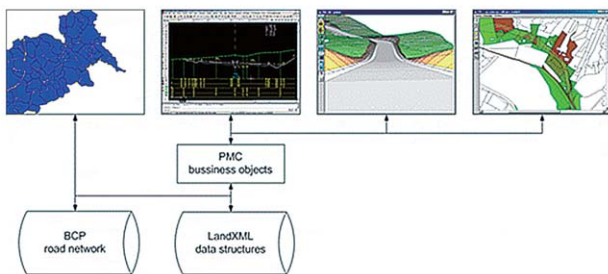 PMC
bussiness objects
BCP
road network
LandXML
data structures